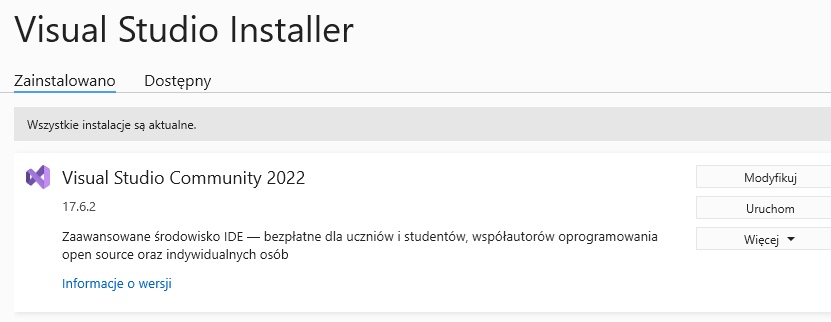 Visual Studio Installer
Zainstalowano Dostępny
Wszystkie instalacje są aktualne.
Visual Studio Community 2022
Modyfikuj
17.6.2
Uruchom
Zaawansowane środowisko IDE — bezpłatne dla uczniów i studentów, współautorów oprogramowania
open source oraz indywidualnych osób
Więcej
Informacje o wersji